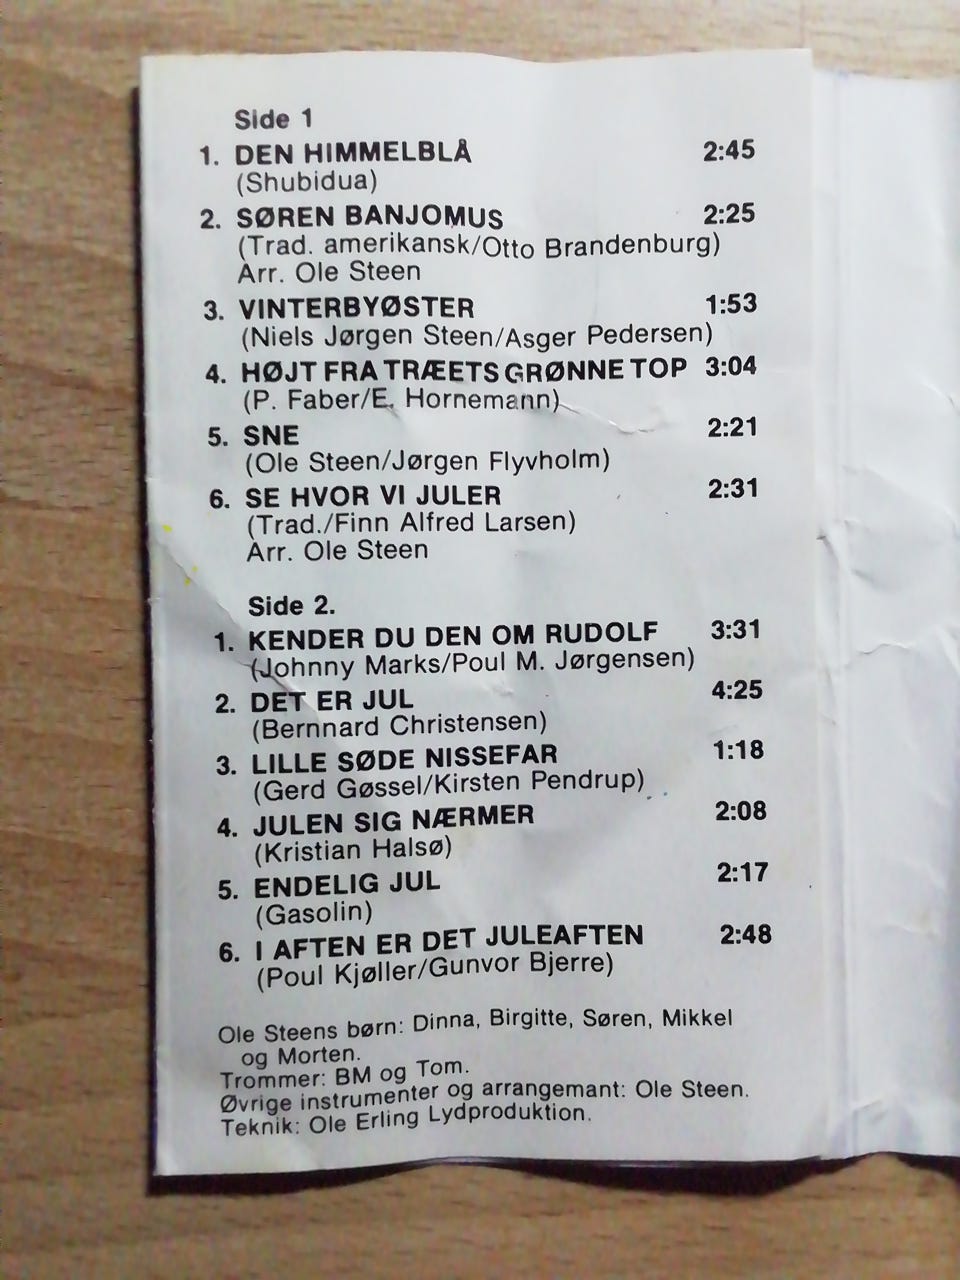 Side 1
1. DEN HIMMELBLÅ 2:45
(Shubidua)
2. SØREN BANJOMUS 2:25
(Trad. amerikansk/Otto Brandenburg)
Arr. Ole Steen
3. VINTERBYØSTER 1:53
(Niels Jørgen Steen/Asger Pedersen)
4. HØJT FRA TRÆETS GRØNNE TOP 3:04
(P. Faber/E. Hornemann)
5. SNE 2:21
(Ole Steen/Jørgen Flyvholm)
6. SE HVOR VI JULER 2:31
(Trad./Finn Alfred Larsen)
Arr. Ole Steen
Side 2.
1. KENDER DU DEN OM RUDOLF 3:31
(Johnny Marks/Poul M. Jørgensen)
2. DET ER JUL 4:25
(Bernnard Christensen)
3. LILLE SØDE NISSEFAR 1:18
(Gerd Gøssel/Kirsten Pendrup)
4. JULEN SIG NÆRMER 2:08
(Kristian Halsø)
5. ENDELIG JUL 2:17
(Gasolin)
6. I AFTEN ER DET JULEAFTEN 2:48
(Poul Kjøller/Gunvor Bjerre)
Ole Steens børn: Dinna, Birgitte, Søren, Mikkel
og Morten.
Trommer: BM og Tom.
Øvrige instrumenter og arrangemant: Ole Steen.
Teknik: Ole Erling Lydproduktion.